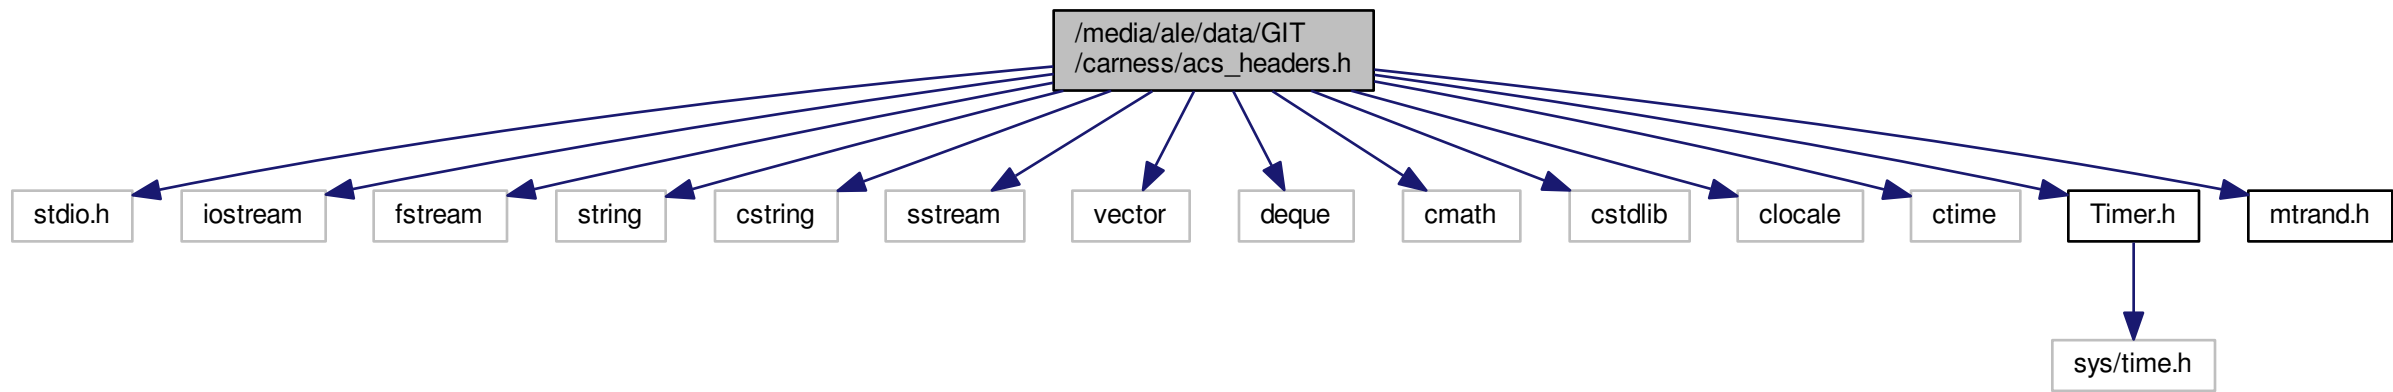 /media/ale/data/GIT
/carness/acs_headers.h
stdio.h
iostream
fstream
string
cstring
sstream
vector
deque
cmath
cstdlib
clocale
ctime
Timer.h
mtrand.h
sys/time.h